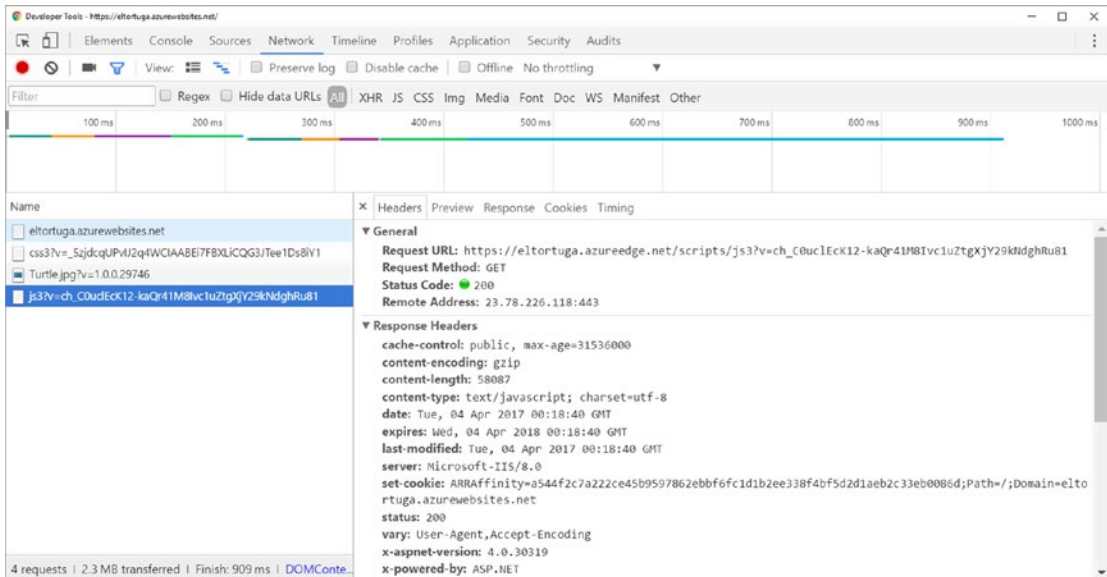 Developer Tools - https://eltortuga.azurewebsites.net/
Elements Console Sources Network Timeline Profiles Application Security Audits
View: Preserve log Disable cache Offline No throttling
Filter Regex Hide data URLs All XHR JS CSS Img Media Font Doc WS Manifest Other
100 ms 200 ms 300 ms 400 ms 500 ms 600 ms 700 ms 800 ms 900 ms 1000 ms
Name
eltortuga.azurewebsites.net
Turtle.jpg?v=1.0.0.29746
js3?v=ch_C0uclEcK12-kaQr41M8Ivc1uZtgXjY29kNdghRu81
4 requests | 2.3 MB transferred | Finish: 909 ms | DOMConte...
× Headers Preview Response Cookies Timing
▼ General
Request URL: https://eltortuga.azureedge.net/scripts/js3?v=ch_C0uclEcK12-kaQr41M8Ivc1uZtgXjY29kNdghRu81
Request Method: GET
Status Code: 200
Remote Address: 23.78.226.118:443
▼ Response Headers
cache-control: public, max-age=31536000
content-encoding: gzip
content-length: 58087
content-type: text/javascript; charset=utf-8
date: Tue, 04 Apr 2017 00:18:40 GMT
expires: Wed, 04 Apr 2018 00:18:40 GMT
last-modified: Tue, 04 Apr 2017 00:18:40 GMT
server: Microsoft-IIS/8.0
set-cookie: ARRAffinity=a544f2c7a222ce45b9597862ebbf6fc1d1b2ee338f4bf5d2d1aeb2c33eb0086d;Path=/;Domain=elto
rtuga.azurewebsites.net
status: 200
vary: User-Agent,Accept-Encoding
x-aspnet-version: 4.0.30319
x-powered-by: ASP.NET